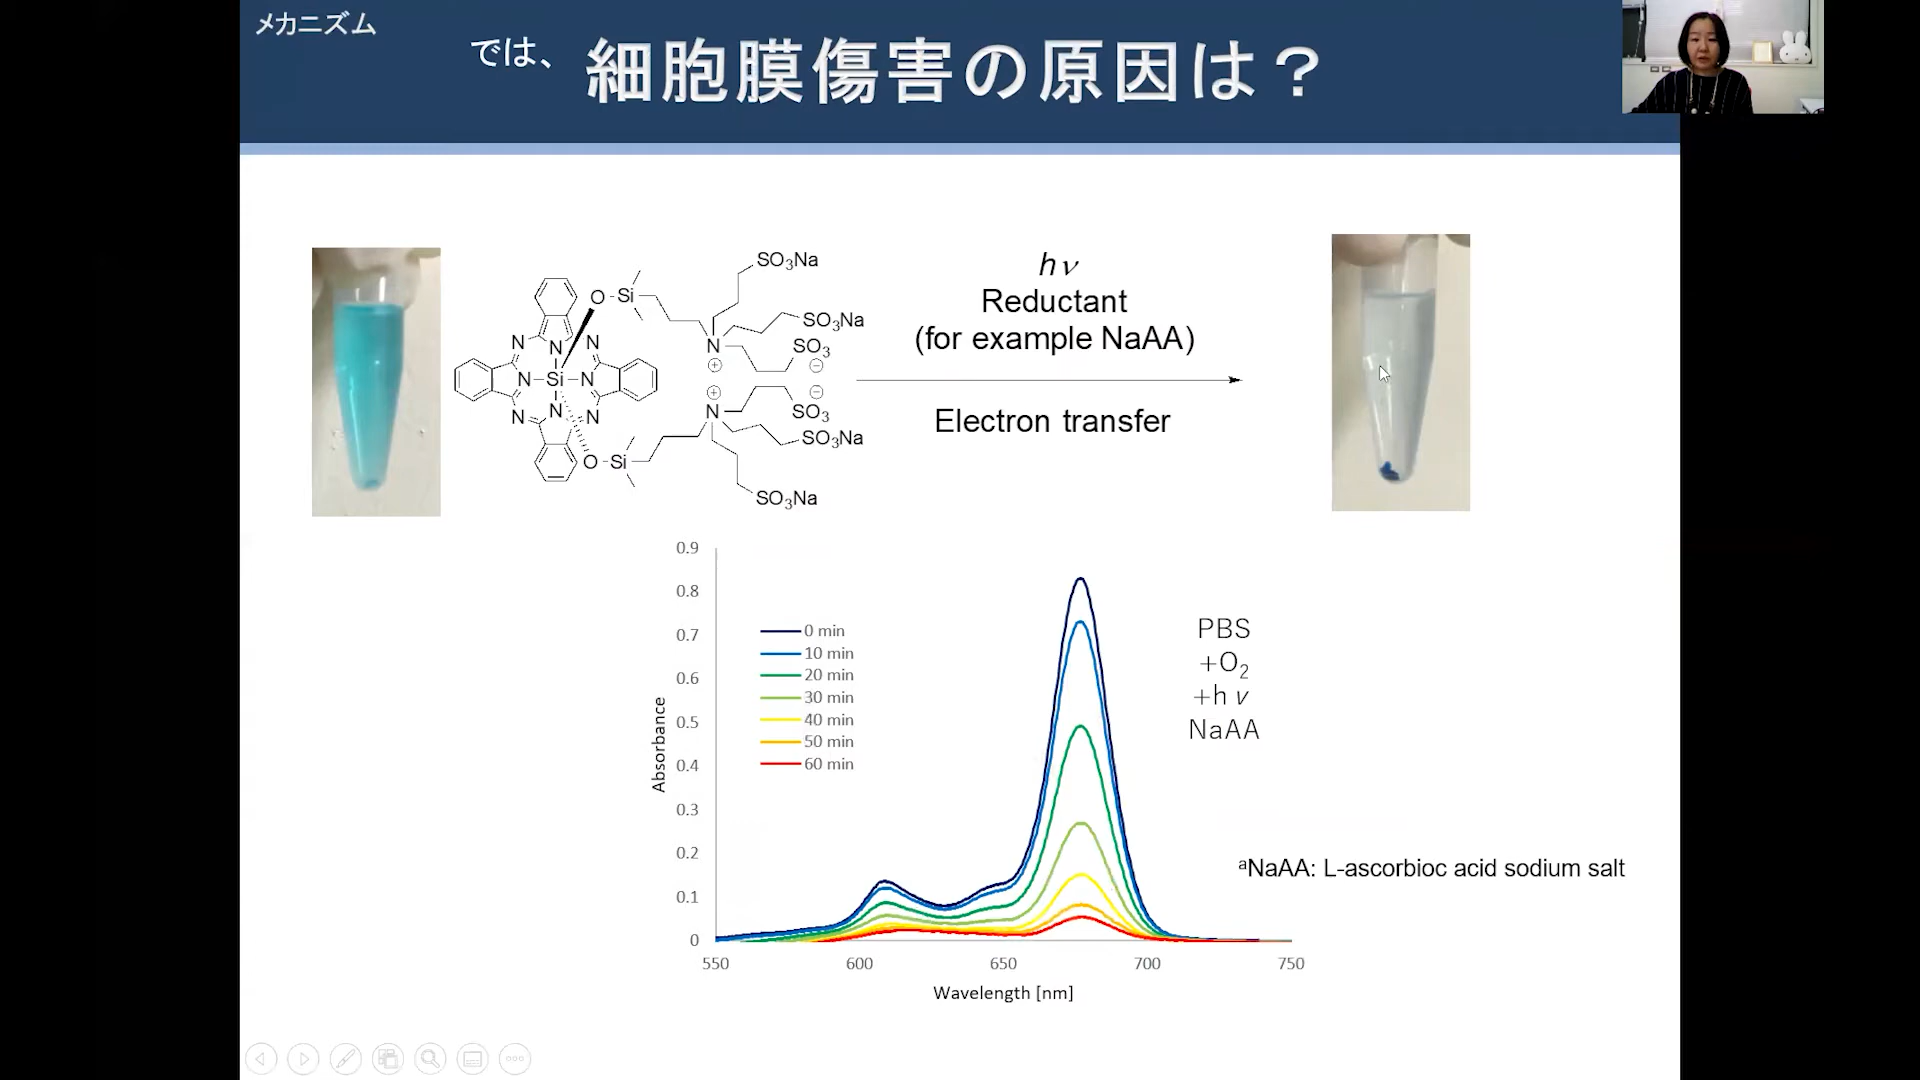 メカニズム
では、細胞膜傷害の原因は？
SO3Na
O Si
SO3Na
N
SO3
N N N
N Si N
N N N
N
SO3
SO3Na
O Si
SO3Na
hν
Reductant
(for example NaAA)
Electron transfer
0.9
0.8
0.7
0.6
0.5
0.4
0.3
0.2
0.1
0
Absorbance
0 min
10 min
20 min
30 min
40 min
50 min
60 min
550 600 650 700 750
Wavelength [nm]
PBS
+O2
+h ν
NaAA
aNaAA: L-ascorbioc acid sodium salt